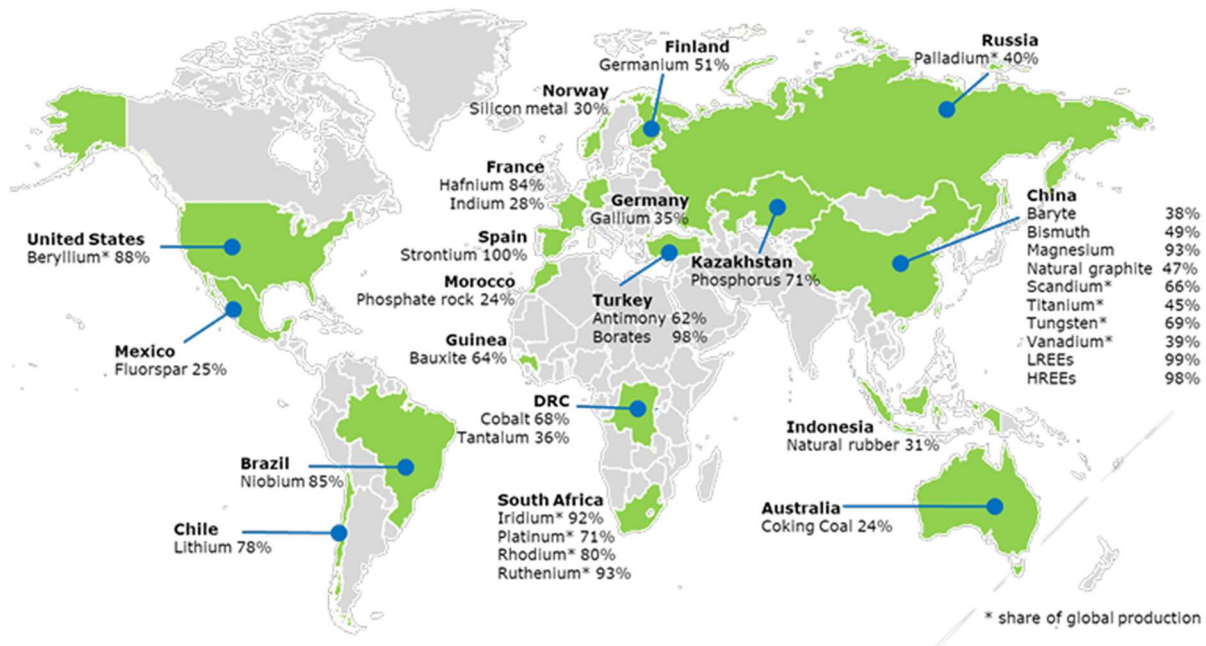 Finland
Germanium 51%
Russia
Palladium* 40%
Norway
Silicon metal 30%
France
Hafnium 84%
Indium 28%
Germany
Gallium 35%
Spain
Strontium 100%
Morocco
Phosphate rock 24%
Kazakhstan
Phosphorus 71%
Turkey
Antimony 62%
Borates 98%
China
Baryte 38%
Bismuth 49%
Magnesium 93%
Natural graphite 47%
Scandium* 66%
Titanium* 45%
Tungsten* 69%
Vanadium* 39%
LREEs 99%
HREEs 98%
United States
Beryllium* 88%
Mexico
Fluorspar 25%
Guinea
Bauxite 64%
DRC
Cobalt 68%
Tantalum 36%
Indonesia
Natural rubber 31%
Brazil
Niobium 85%
Chile
Lithium 78%
South Africa
Iridium* 92%
Platinum* 71%
Rhodium* 80%
Ruthenium* 93%
Australia
Coking Coal 24%
* share of global production